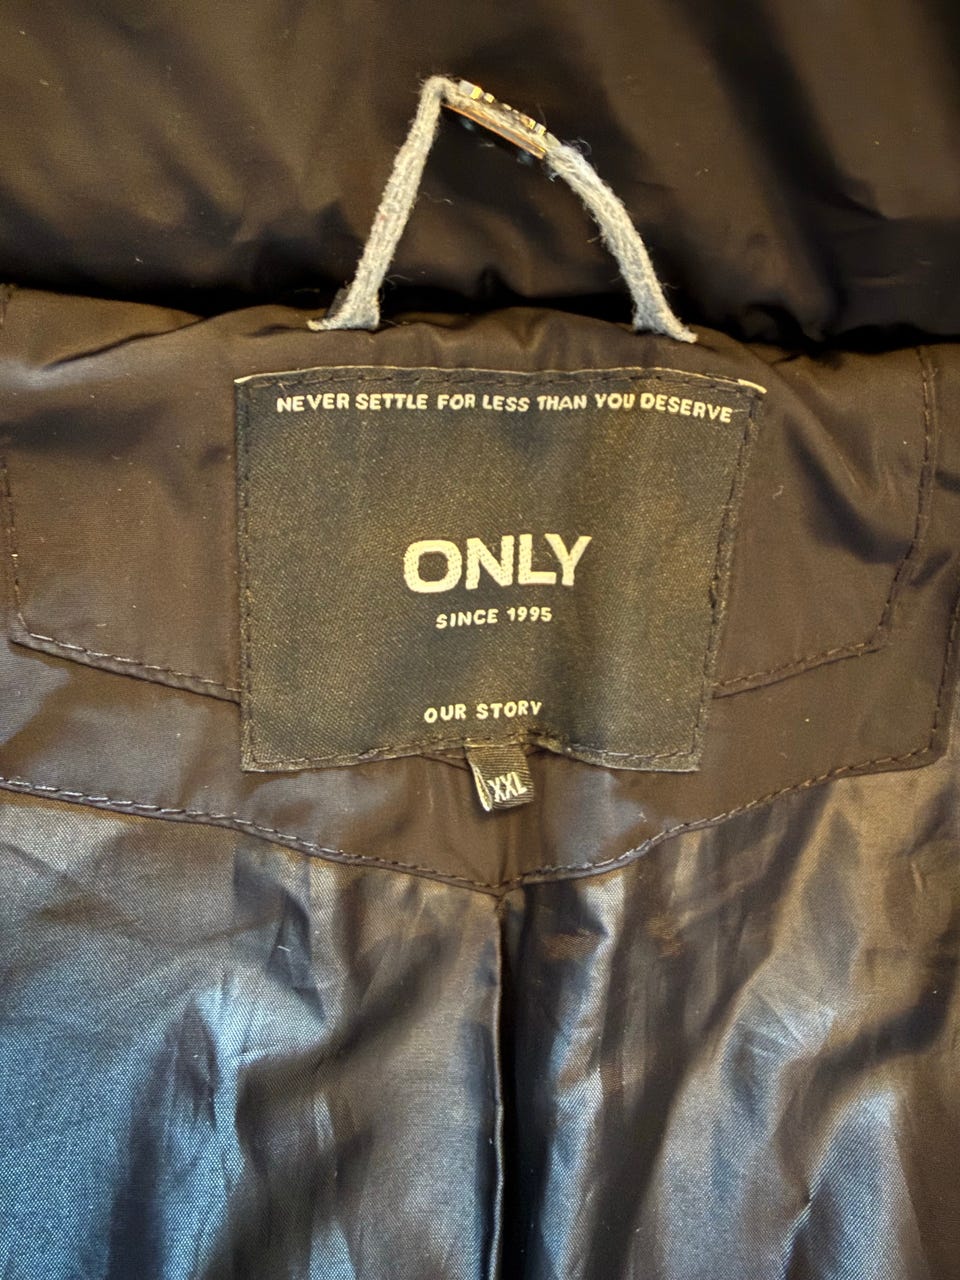 NEVER SETTLE FOR LESS THAN YOU DESERVE
ONLY
SINCE 1995
OUR STORY
XXL